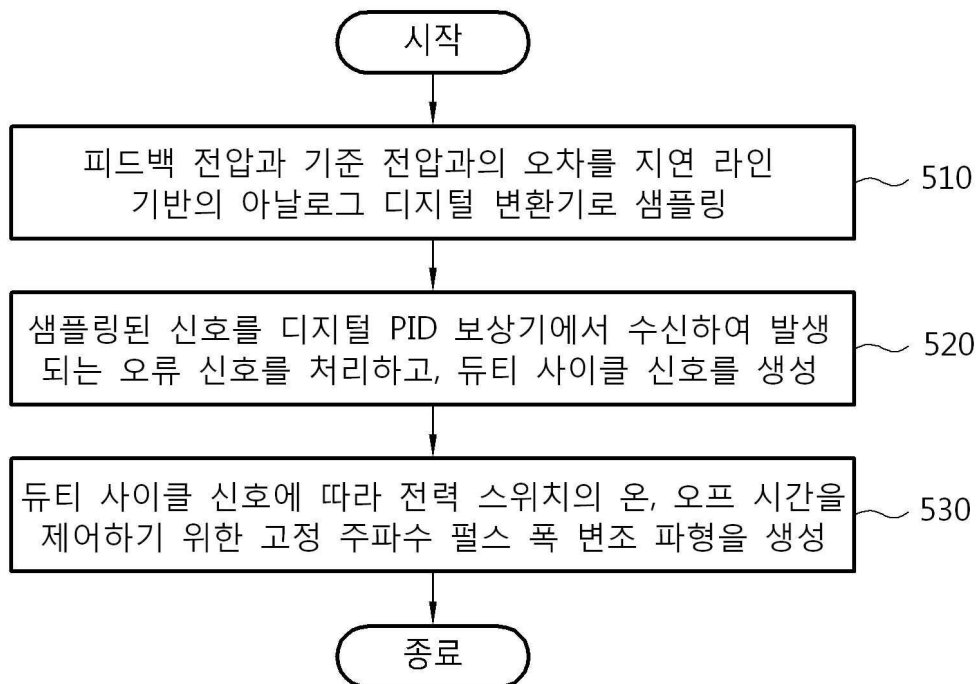 시작
피드백 전압과 기준 전압과의 오차를 지연 라인
기반의 아날로그 디지털 변환기로 샘플링
510
샘플링된 신호를 디지털 PID 보상기에서 수신하여 발생
되는 오류 신호를 처리하고, 듀티 사이클 신호를 생성
520
듀티 사이클 신호에 따라 전력 스위치의 온, 오프 시간을
제어하기 위한 고정 주파수 펄스 폭 변조 파형을 생성
530
종료